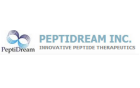 PEPTIDREAM INC.
INNOVATIVE PEPTIDE THERAPEUTICS
PeptiDream